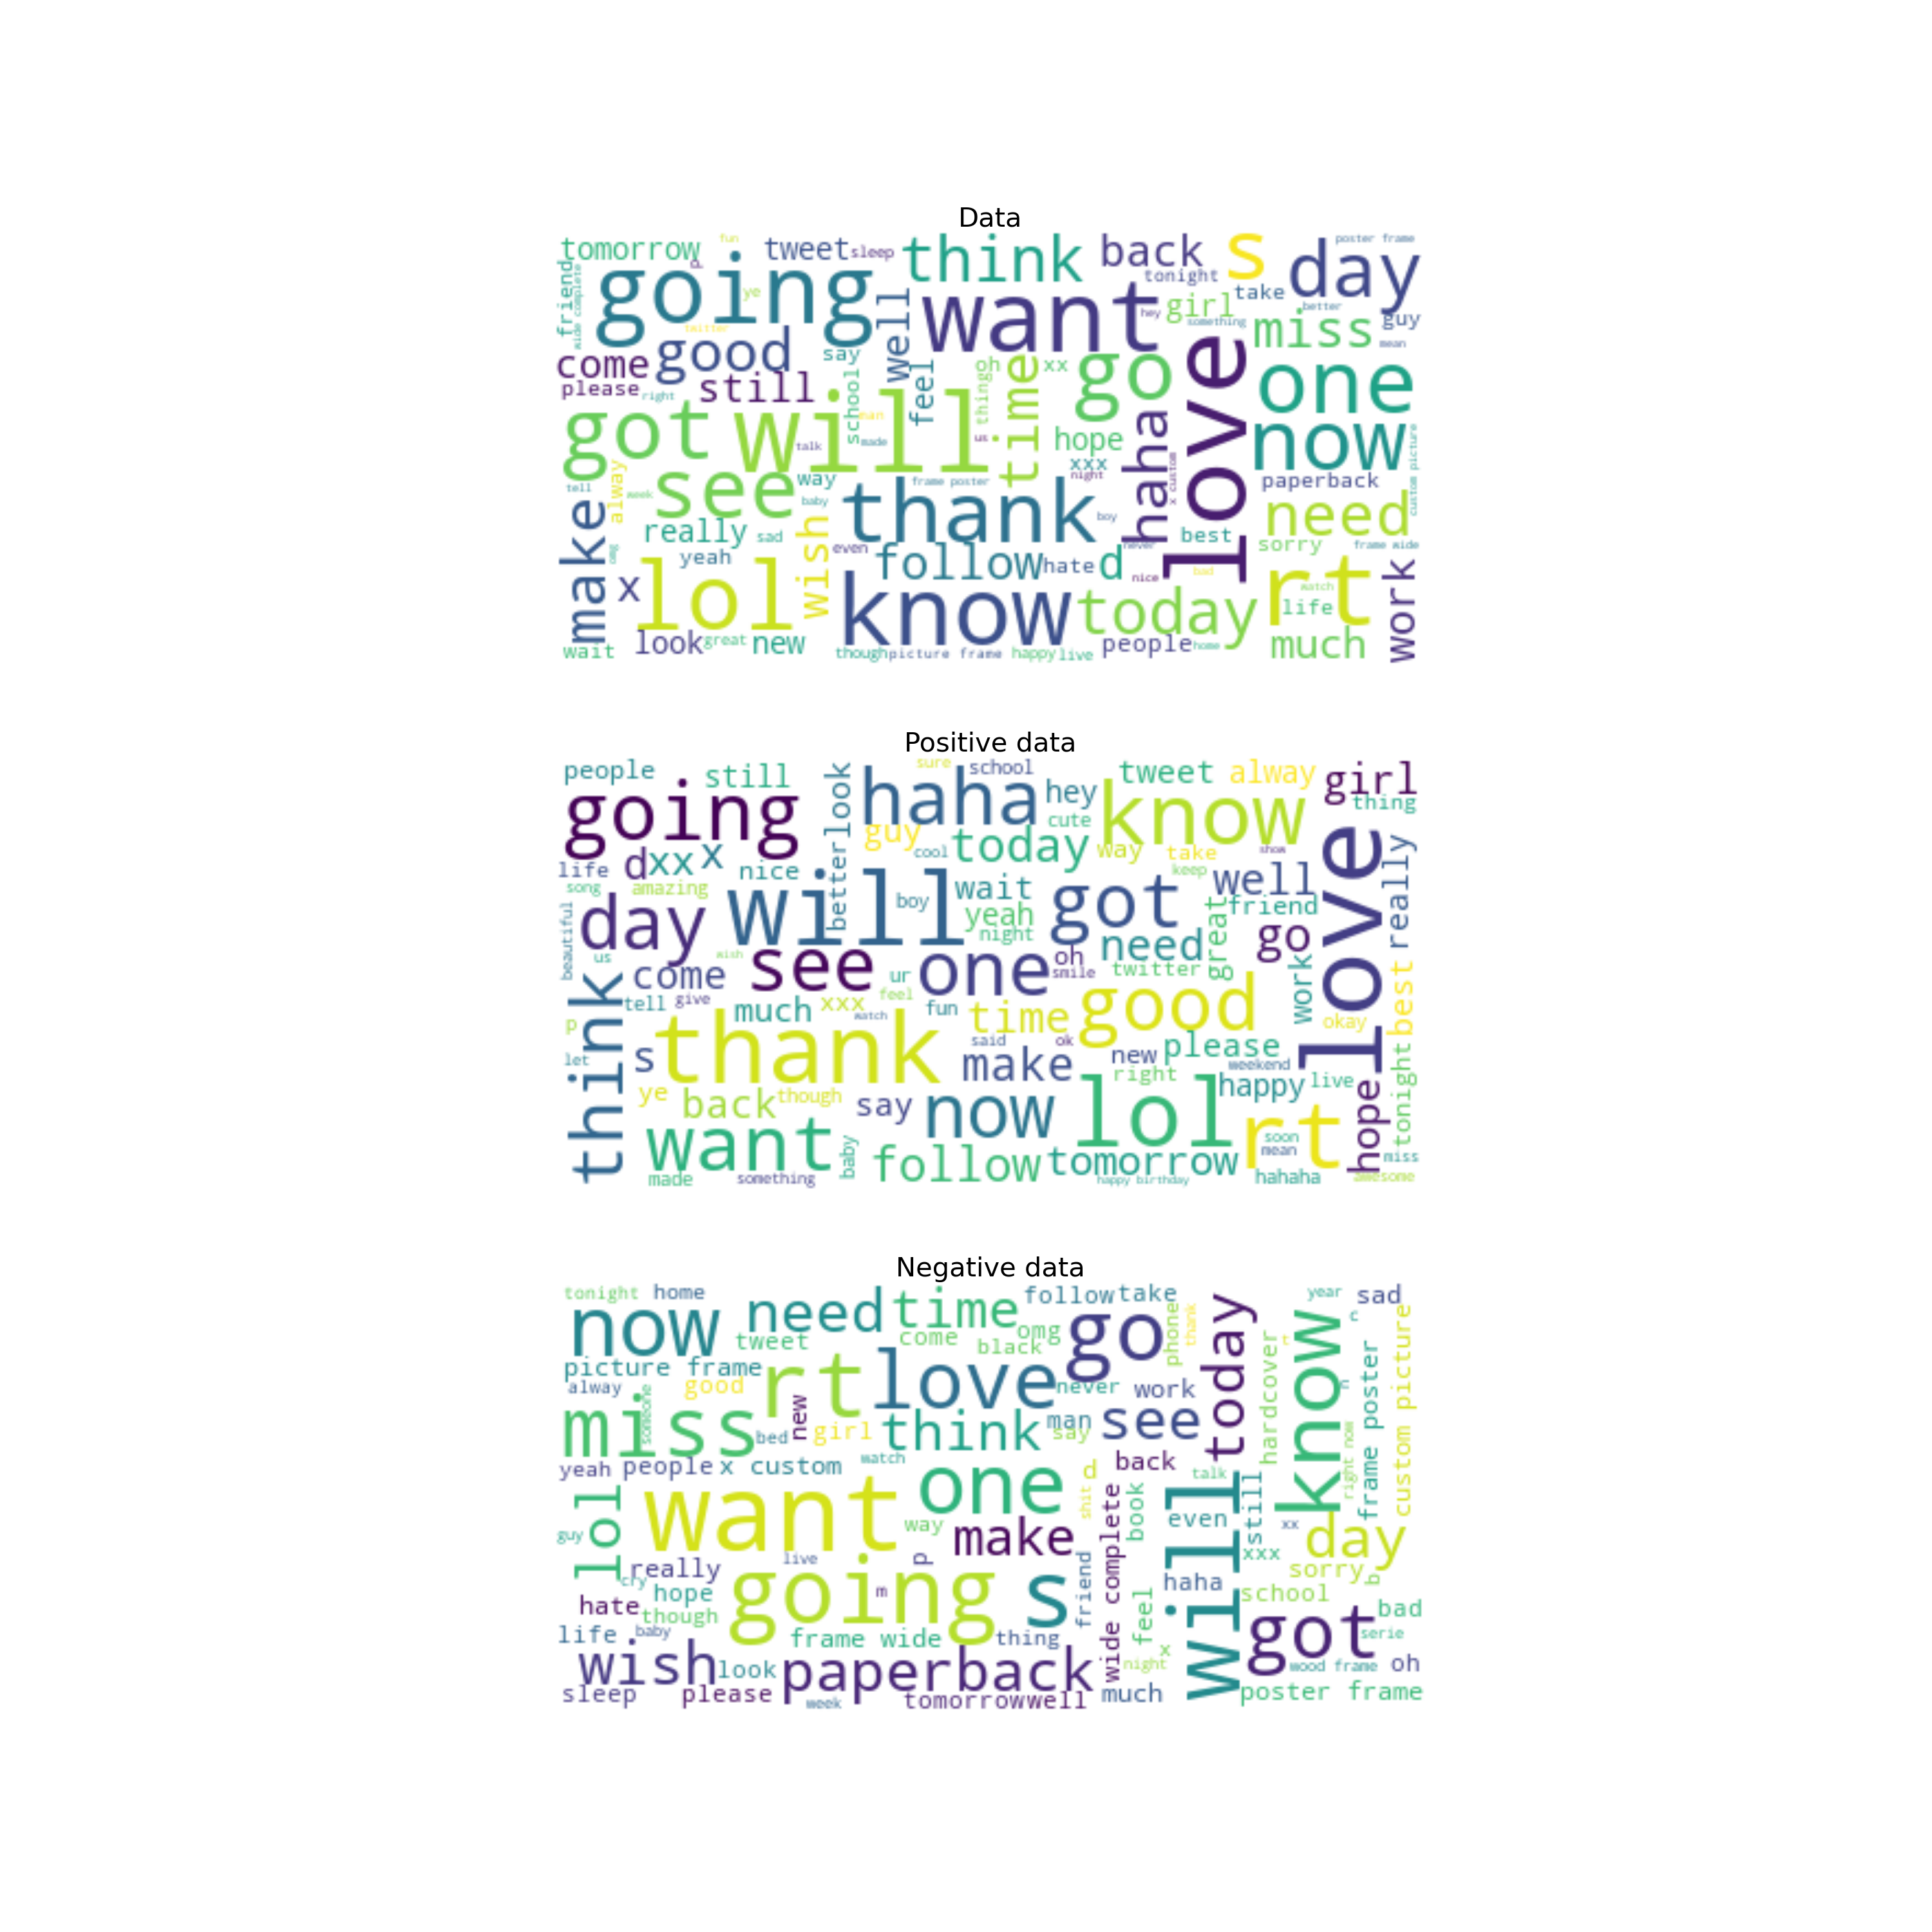 Data
tomorrow fun tweet sleep think back s day poster frame
friend wide complete going p ye well want tonight take girl hey something better miss guy mean
twitter come good say please right still school feel oh thing time xx go love one
got will man made talk us hope haha now
tell alway week see way baby frame poster xxx night x custom paperback custom picture
make omg really sad yeah wish even thank boy never best need sorry frame wide
x lol follow hate d nice bad rt watch life work
wait look great new know today people home much
though picture frame happy live
Positive data
people still look haha sure school hey tweet alway girl thing
going better guy cute cool today know way take show love really
life d xx x nice song amazing boy wait yeah night got keep well friend
beautiful day will us wish see one oh smile need twitter great go
think come tell give much xxx ur feel fun watch time good work okay best
p let s thank said ok make new please right weekend happy live tonight
ye back though say now lol rt soon mean hope miss
want made something baby follow tomorrow happy birthday hahaha awesome
Negative data
tonight home now need time follow take phone thank today year sad c
tweet come omg black go t know
picture frame alway good rt love never work hardcover n frame poster custom picture
miss someone bed new girl think man say see back talk right now
yeah people x custom watch one d shit
lol guy want way make wide complete book will even still xx xxx day
really live p cry hope going m s friend haha sorry b school
hate though feel got bad serie
life baby wish look frame wide thing paperback x night wood frame oh
sleep please week tomorrow well much poster frame